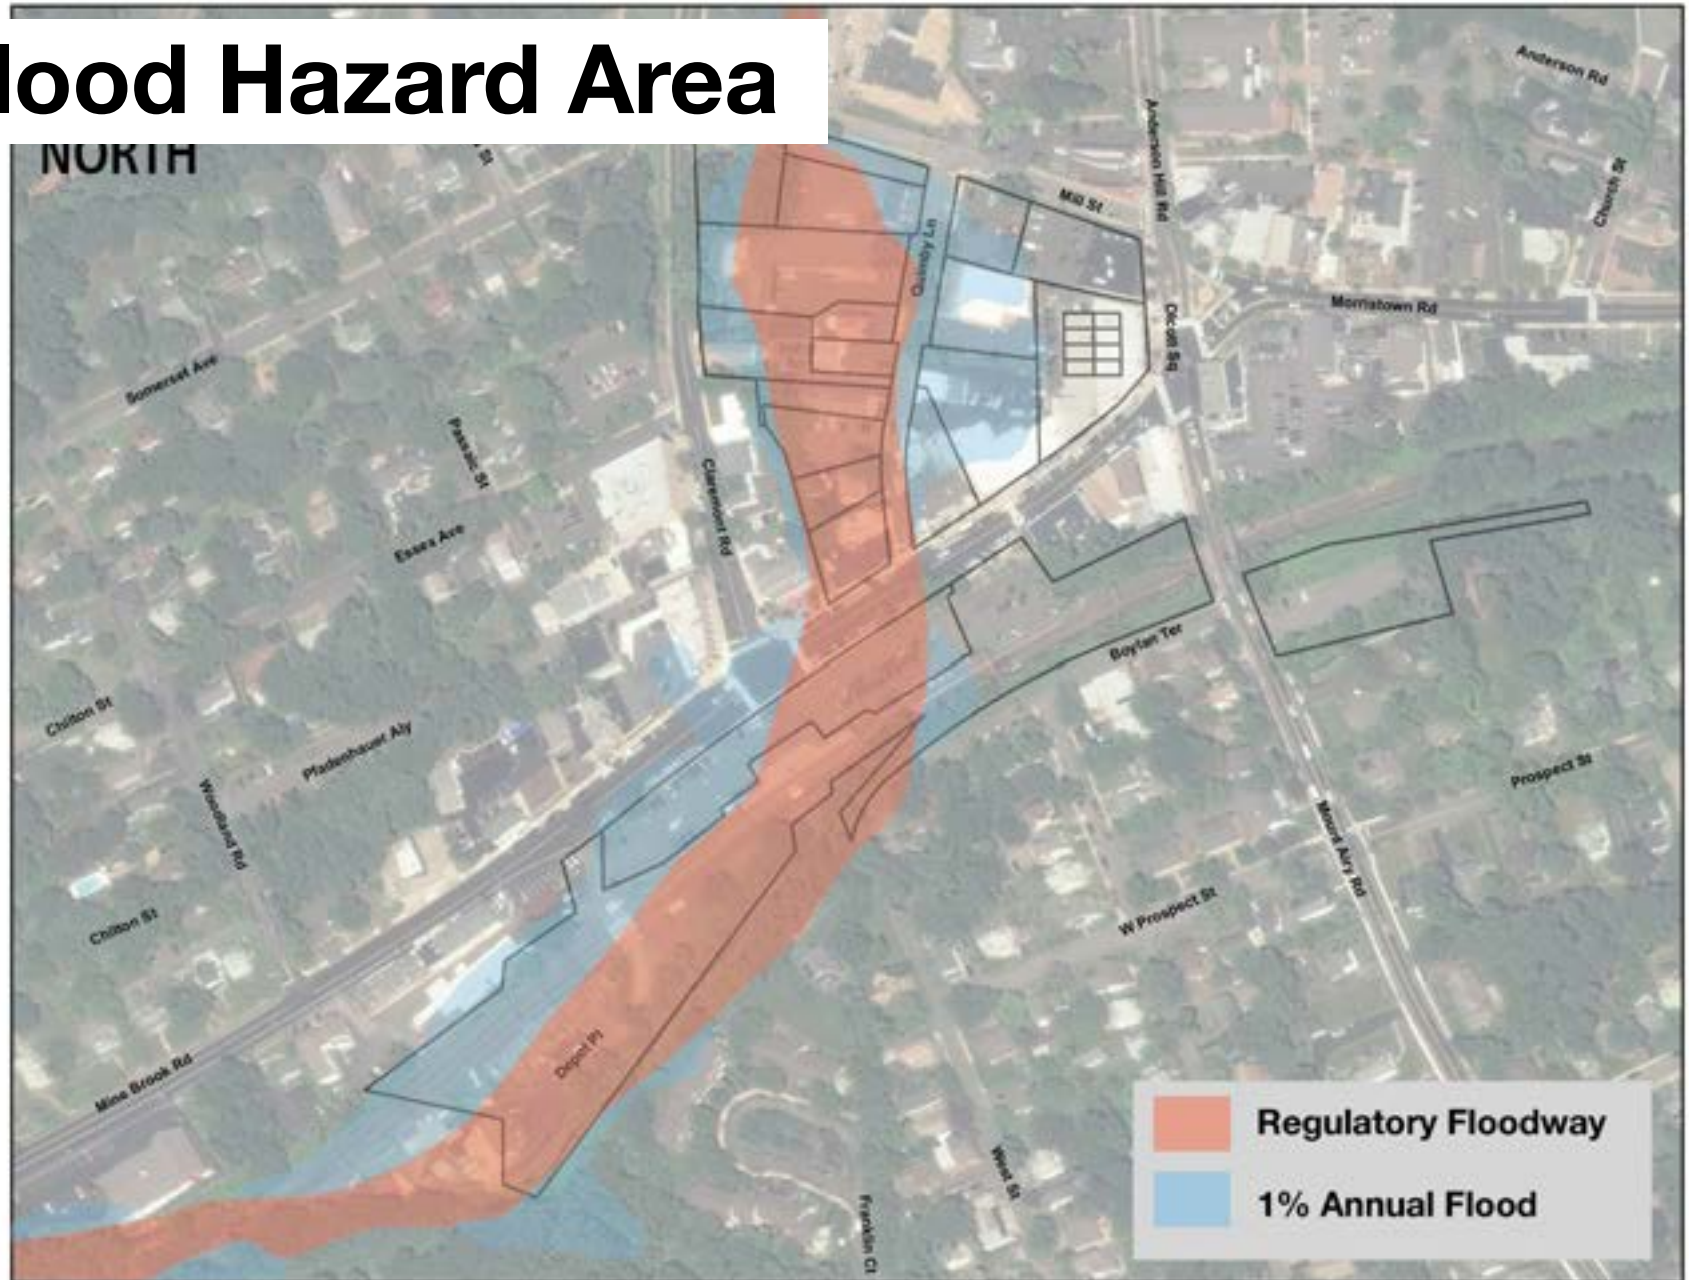 lood Hazard Area
NORTH
St
Anderson Rd
Anderson Hill Rd
Church St
Mill St
Quimby Ln
Morristown Rd
Olcott Sq
Somerset Ave
Passaic St
Claremont Rd
Essex Ave
Boylan Ter
Chilton St
Pfadenhauer Aly
Woodland Rd
Prospect St
Mount Airy Rd
W Prospect St
Chilton St
Depot Pl
Mine Brook Rd
West St
Franklin Ct
Regulatory Floodway
1% Annual Flood